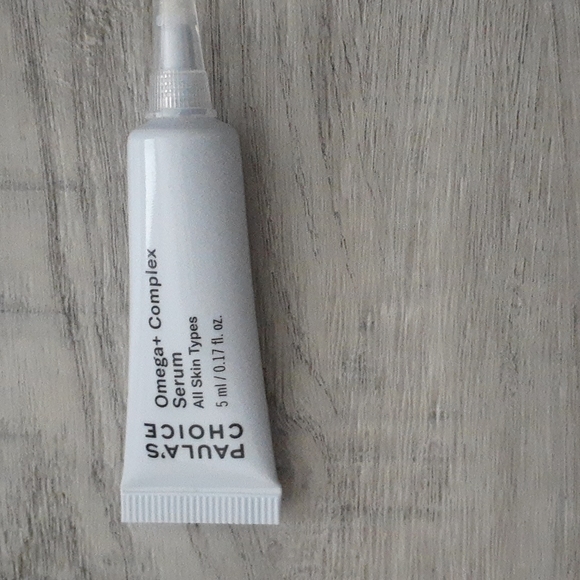 PAULA'S
CHOICE
Omega+ Complex
Serum
All Skin Types
5 ml / 0.17 fl. oz.